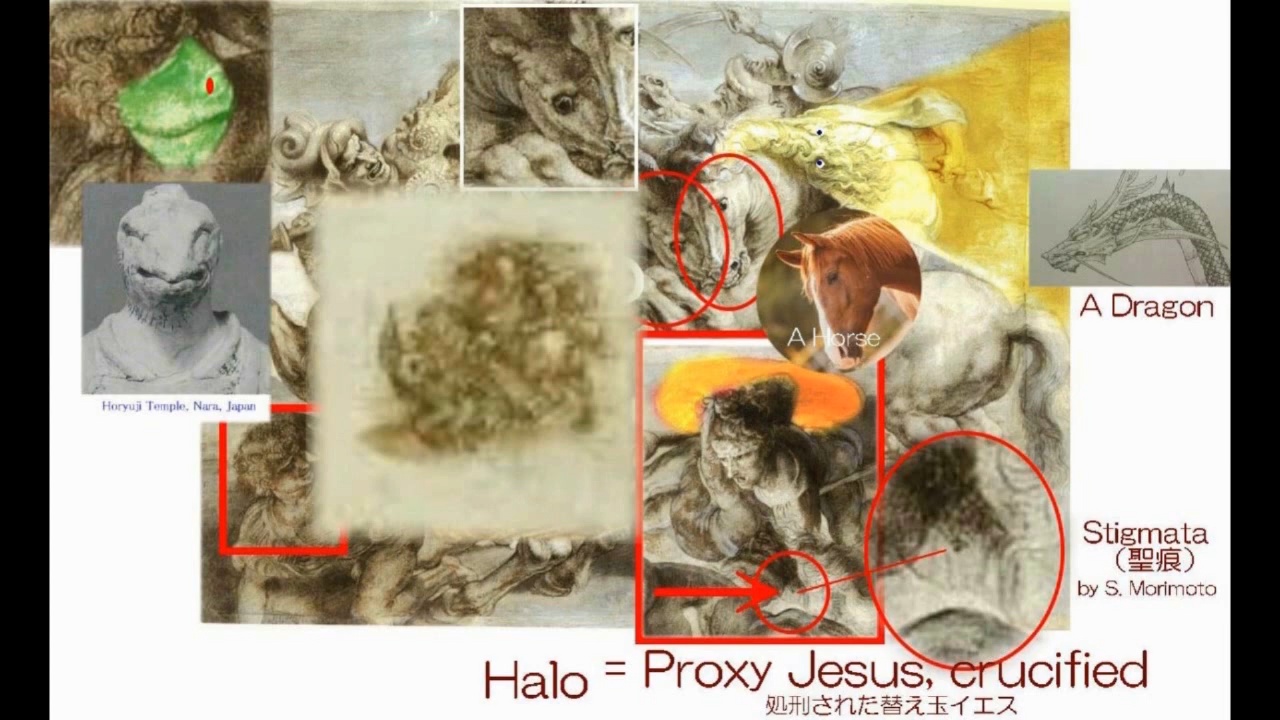 A Horse
A Dragon
Horyuji Temple, Nara, Japan
Stigmata
（聖痕）
by S. Morimoto
Halo = Proxy Jesus, crucified
処刑された替え玉イエス